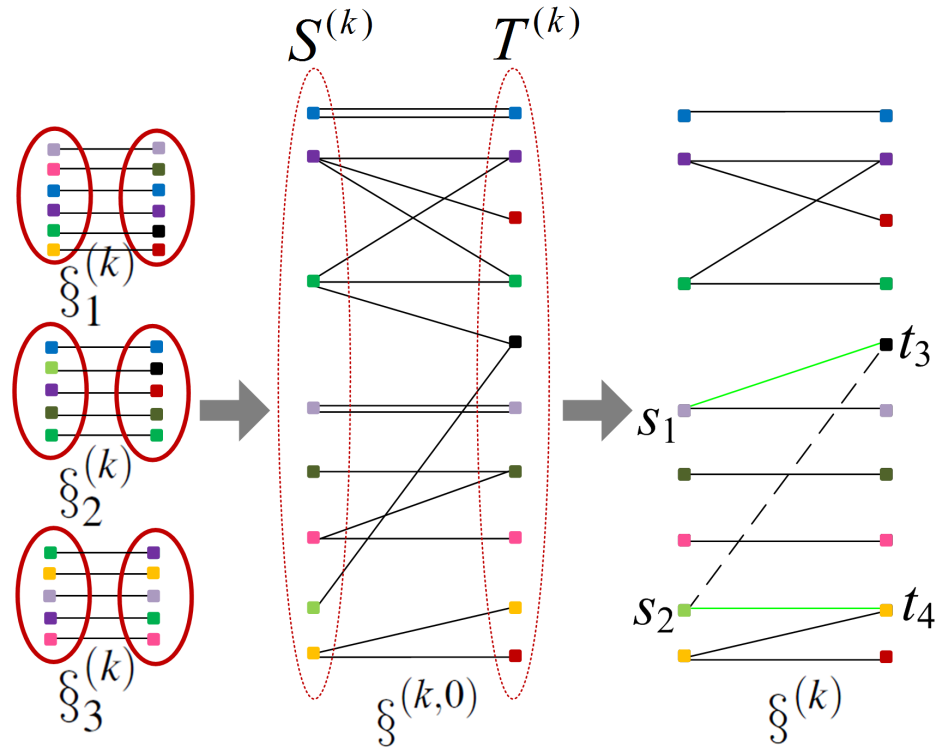 S^(k)
T^(k)
§_1^(k)
§_2^(k)
§_3^(k)
§^(k,0)
t_3
s_1
s_2
t_4
§^(k)